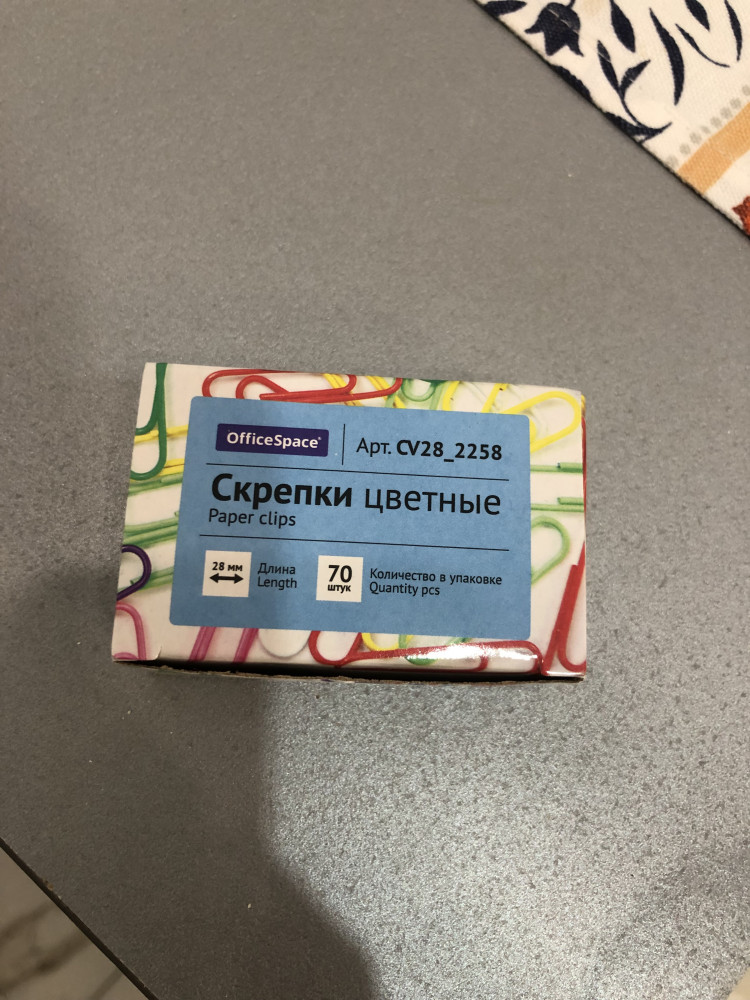 OfficeSpace®
Арт. CV28_2258
Скрепки цветные
Paper clips
28 мм
Длина
Length
70
штук
Количество в упаковке
Quantity pcs